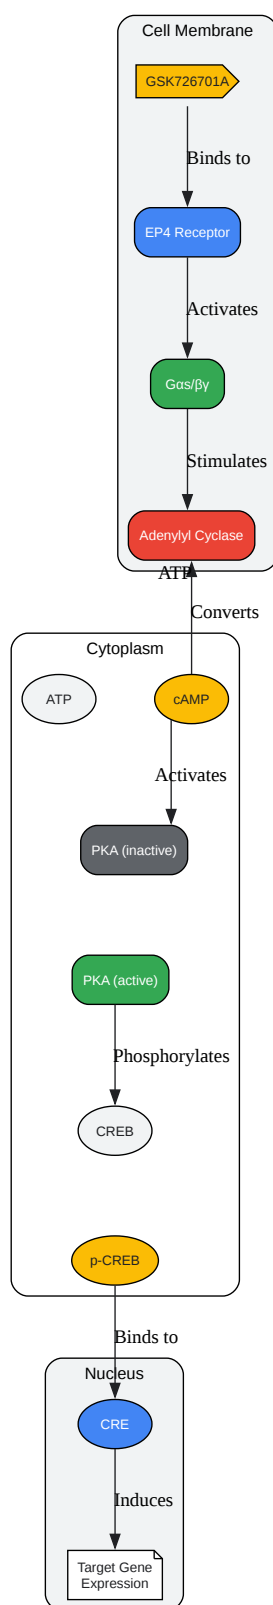 Cell Membrane
GSK726701A
Binds to
EP4 Receptor
Activates
Gαs/βγ
Stimulates
Adenylyl Cyclase
ATP
Converts
Cytoplasm
ATP
cAMP
Activates
PKA (inactive)
PKA (active)
Phosphorylates
CREB
p-CREB
Binds to
Nucleus
CRE
Induces
Target Gene
Expression